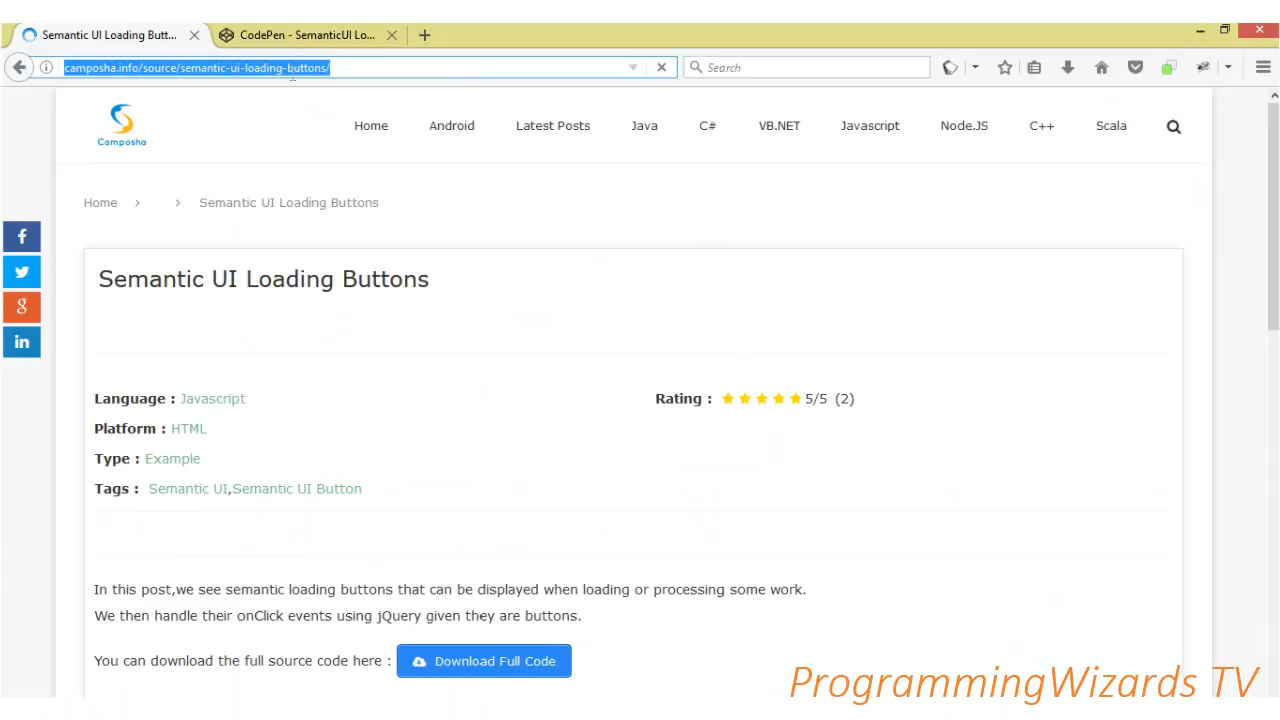 Semantic UI Loading Butt...
CodePen - SemanticUI Lo...
camposha.info/source/semantic-ui-loading-buttons/
Search
Camposha
Home Android Latest Posts Java C# VB.NET Javascript Node.JS C++ Scala
Home > > Semantic UI Loading Buttons
f
g
in
Semantic UI Loading Buttons
Language : Javascript
Rating : 5/5 (2)
Platform : HTML
Type : Example
Tags : Semantic UI,Semantic UI Button
In this post,we see semantic loading buttons that can be displayed when loading or processing some work.
We then handle their onClick events using jQuery given they are buttons.
You can download the full source code here : Download Full Code
ProgrammingWizards TV